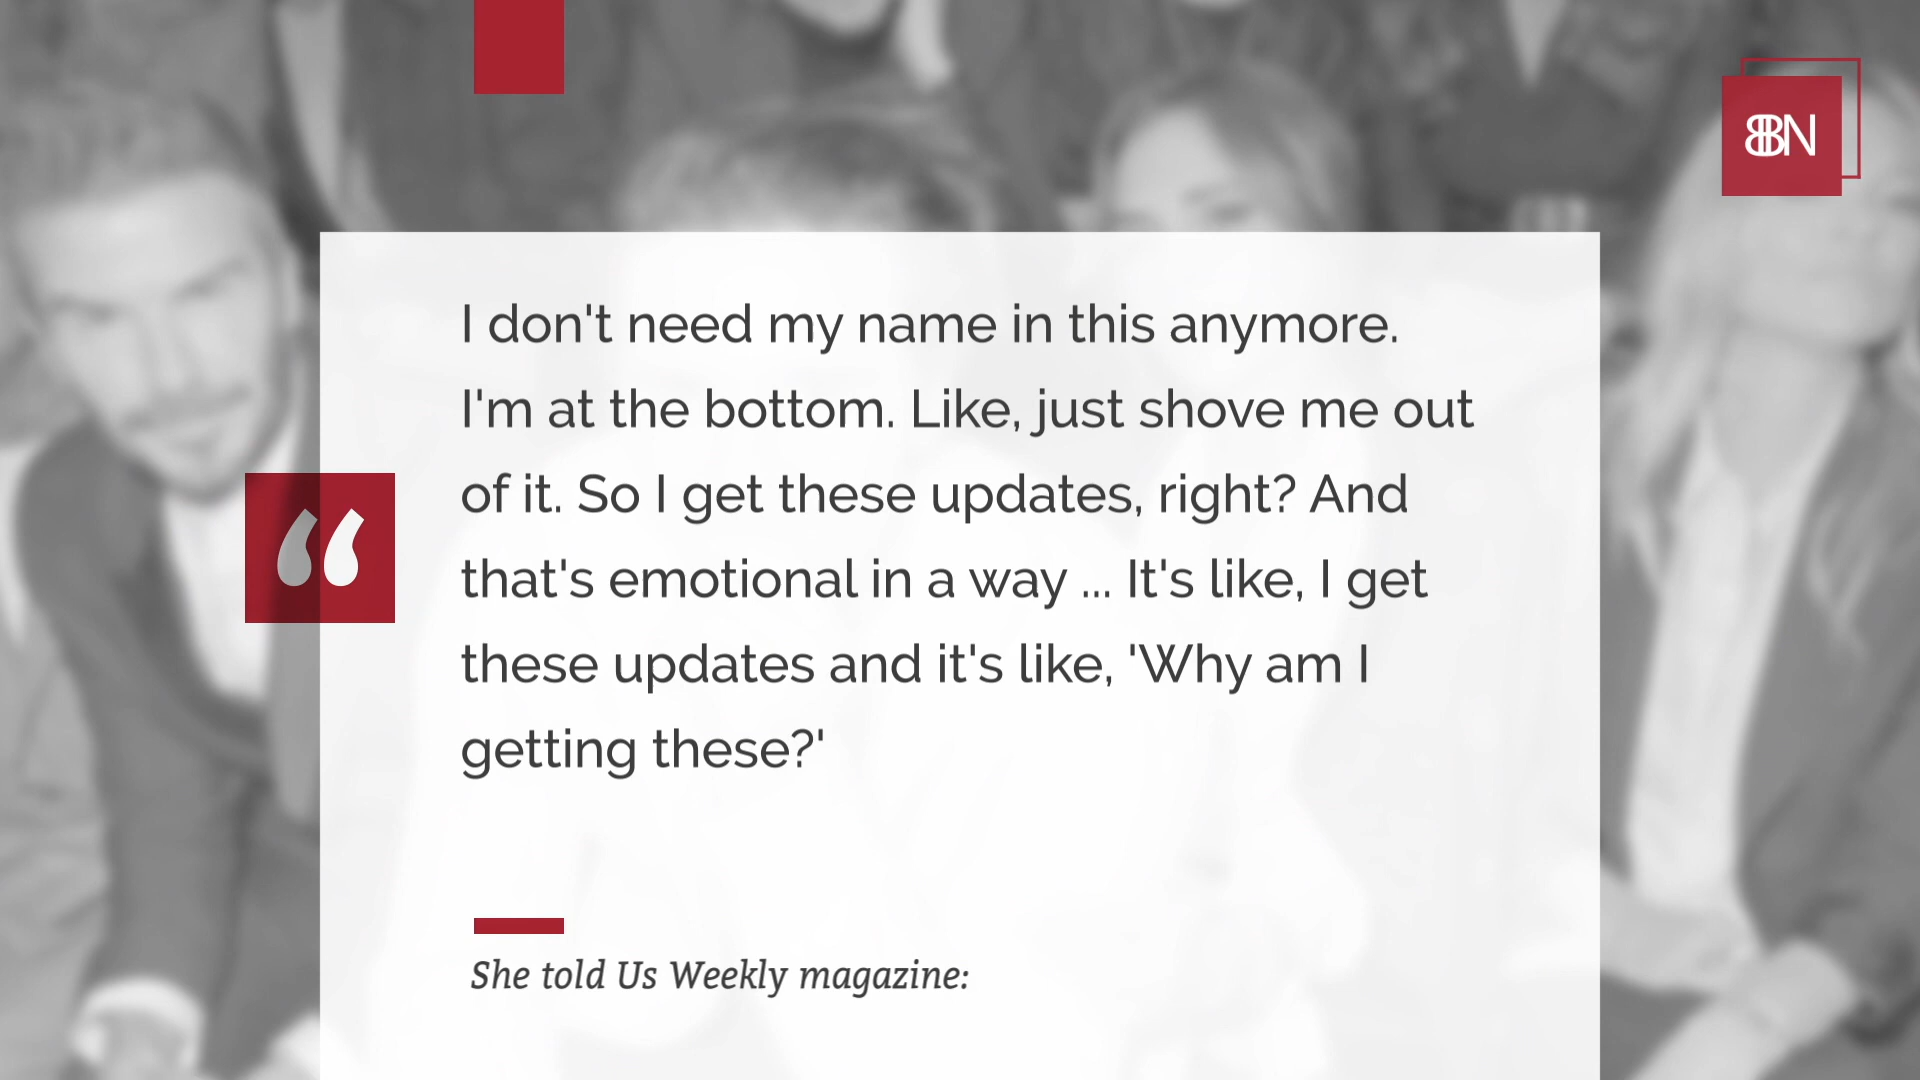 BBN
I don't need my name in this anymore.
I'm at the bottom. Like, just shove me out
of it. So I get these updates, right? And
that's emotional in a way ... It's like, I get
these updates and it's like, 'Why am I
getting these?'
“
She told Us Weekly magazine: